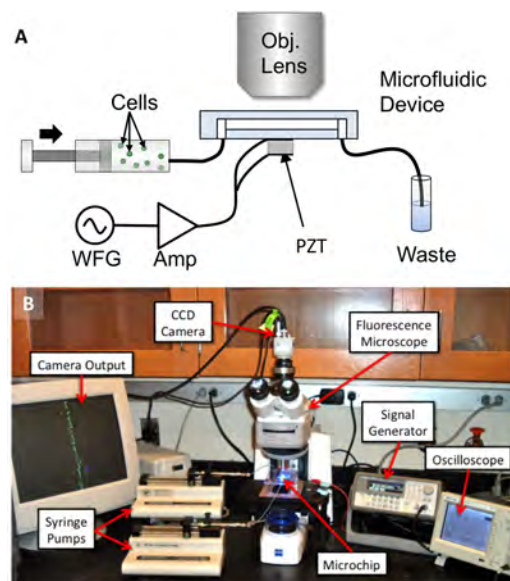 A
Obj.
Lens
Microfluidic
Device
Cells
PZT
WFG
Amp
Waste
B
CCD
Camera
Fluorescence
Microscope
Camera Output
Signal
Generator
Oscilloscope
Syringe
Pumps
Microchip